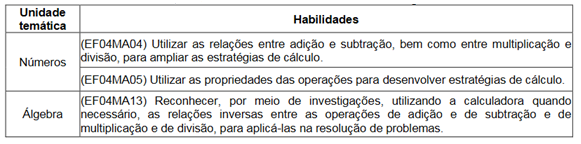 Unidade
temática
Habilidades
Números
(EF04MA04) Utilizar as relações entre adição e subtração, bem como entre multiplicação e
divisão, para ampliar as estratégias de cálculo.
(EF04MA05) Utilizar as propriedades das operações para desenvolver estratégias de cálculo.
Álgebra
(EF04MA13) Reconhecer, por meio de investigações, utilizando a calculadora quando
necessário, as relações inversas entre as operações de adição e de subtração e de
multiplicação e de divisão, para aplicá-las na resolução de problemas.